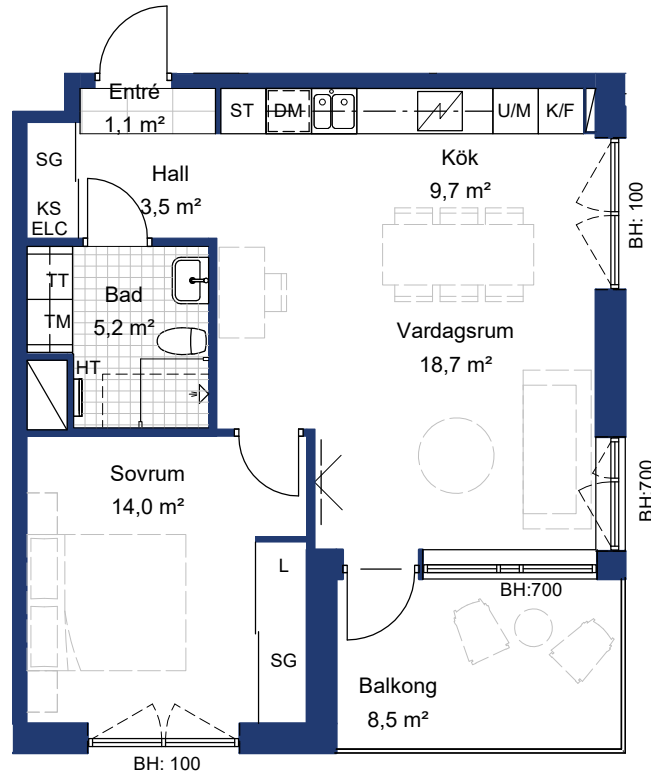 Entré
1,1 m²
ST
DM
U/M
K/F
SG
Hall
3,5 m²
Kök
9,7 m²
KS
ELC
BH: 100
TT
Bad
5,2 m²
TM
Vardagsrum
18,7 m²
HT
Sovrum
14,0 m²
BH:700
L
BH:700
SG
Balkong
8,5 m²
BH: 100